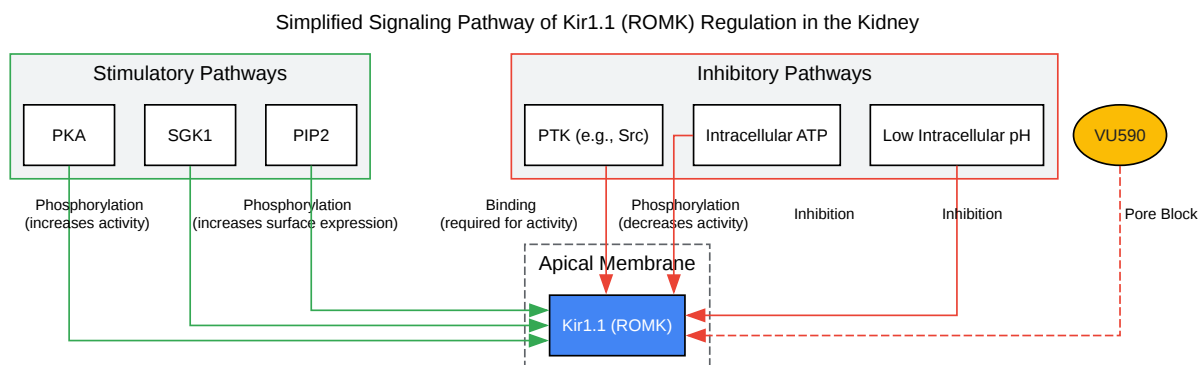 Simplified Signaling Pathway of Kir1.1 (ROMK) Regulation in the Kidney
Stimulatory Pathways
Inhibitory Pathways
PKA
SGK1
PIP2
PTK (e.g., Src)
Intracellular ATP
Low Intracellular pH
VU590
Phosphorylation
(increases activity)
Phosphorylation
(increases surface expression)
Binding
(required for activity)
Phosphorylation
(decreases activity)
Inhibition
Inhibition
Pore Block
Apical Membrane
Kir1.1 (ROMK)